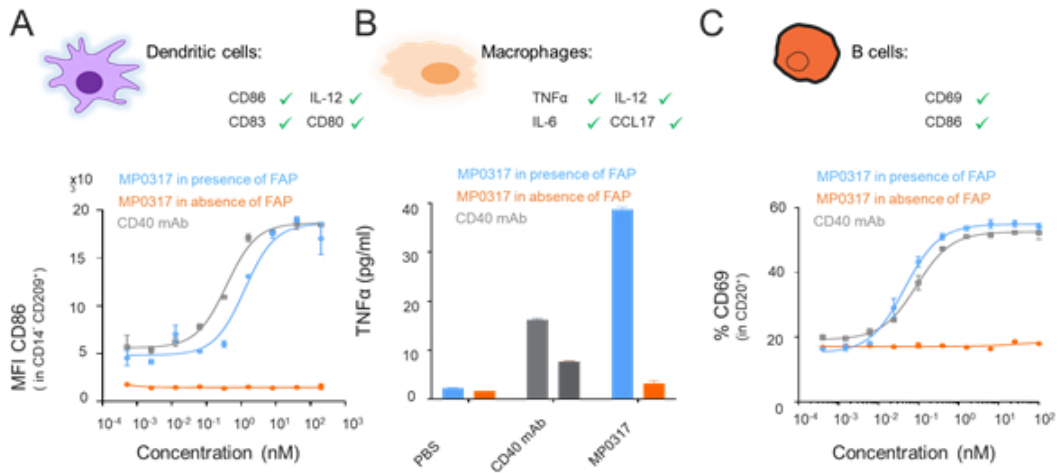 A
Dendritic cells:
CD86 ✓ IL-12 ✓
CD83 ✓ CD80 ✓
x10
5
MP0317 in presence of FAP
MP0317 in absence of FAP
CD40 mAb
20
15
10
5
0
MFI CD86
( in CD14⁻CD209⁺)
10⁻⁴ 10⁻³ 10⁻² 10⁻¹ 10⁰ 10¹ 10² 10³
Concentration (nM)
B
Macrophages:
TNFα ✓ IL-12 ✓
IL-6 ✓ CCL17 ✓
MP0317 in presence of FAP
MP0317 in absence of FAP
CD40 mAb
40
30
20
10
0
TNFα (pg/ml)
PBS
CD40 mAb
MP0317
C
B cells:
CD69 ✓
CD86 ✓
MP0317 in presence of FAP
MP0317 in absence of FAP
CD40 mAb
60
40
20
0
% CD69
(in CD20⁺)
10⁻⁴ 10⁻³ 10⁻² 10⁻¹ 10⁰ 10¹ 10²
Concentration (nM)